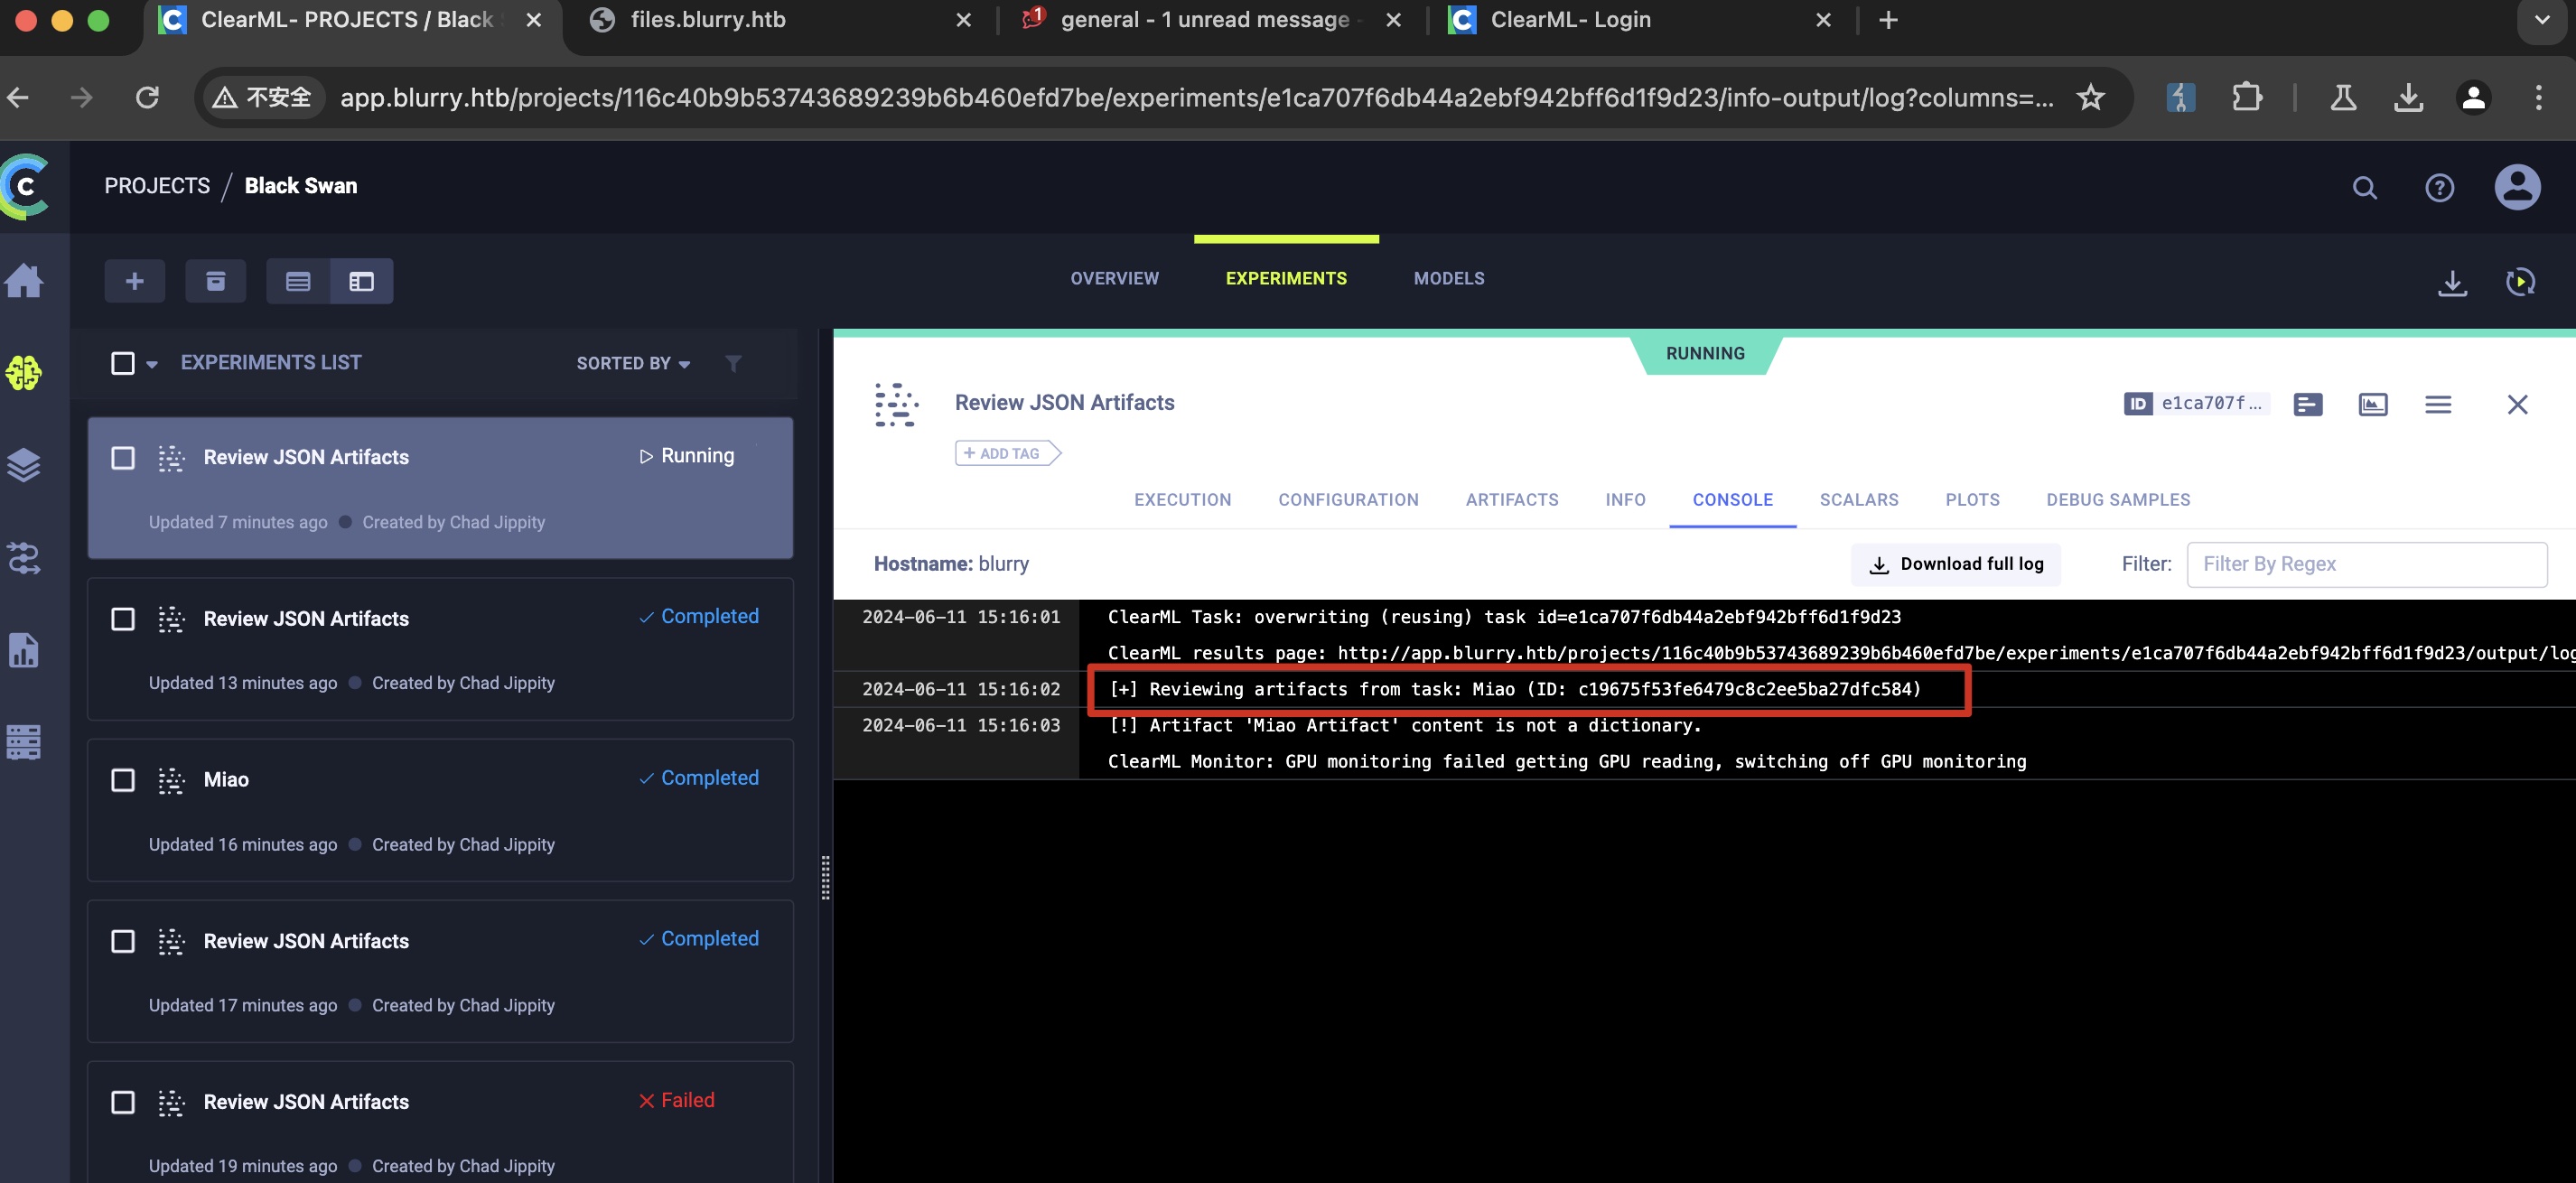 ClearML- PROJECTS / Black
files.blurry.htb
1
general - 1 unread message -
ClearML- Login
不安全
app.blurry.htb/projects/116c40b9b53743689239b6b460efd7be/experiments/e1ca707f6db44a2ebf942bff6d1f9d23/info-output/log?columns=...
PROJECTS / Black Swan
OVERVIEW
EXPERIMENTS
MODELS
EXPERIMENTS LIST
SORTED BY
Review JSON Artifacts
Running
Updated 7 minutes ago
Created by Chad Jippity
Review JSON Artifacts
Completed
Updated 13 minutes ago
Created by Chad Jippity
Miao
Completed
Updated 16 minutes ago
Created by Chad Jippity
Review JSON Artifacts
Completed
Updated 17 minutes ago
Created by Chad Jippity
Review JSON Artifacts
Failed
Updated 19 minutes ago
Created by Chad Jippity
RUNNING
Review JSON Artifacts
ID e1ca707f...
+ ADD TAG
EXECUTION
CONFIGURATION
ARTIFACTS
INFO
CONSOLE
SCALARS
PLOTS
DEBUG SAMPLES
Hostname: blurry
Download full log
Filter:
Filter By Regex
2024-06-11 15:16:01 ClearML Task: overwriting (reusing) task id=e1ca707f6db44a2ebf942bff6d1f9d23
ClearML results page: http://app.blurry.htb/projects/116c40b9b53743689239b6b460efd7be/experiments/e1ca707f6db44a2ebf942bff6d1f9d23/output/log
2024-06-11 15:16:02 [+] Reviewing artifacts from task: Miao (ID: c19675f53fe6479c8c2ee5ba27dfc584)
2024-06-11 15:16:03 [!] Artifact 'Miao Artifact' content is not a dictionary.
ClearML Monitor: GPU monitoring failed getting GPU reading, switching off GPU monitoring